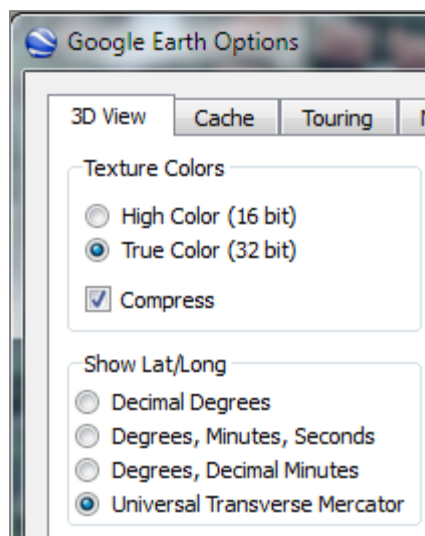 Google Earth Options
3D View Cache Touring
Texture Colors
High Color (16 bit)
True Color (32 bit)
Compress
Show Lat/Long
Decimal Degrees
Degrees, Minutes, Seconds
Degrees, Decimal Minutes
Universal Transverse Mercator